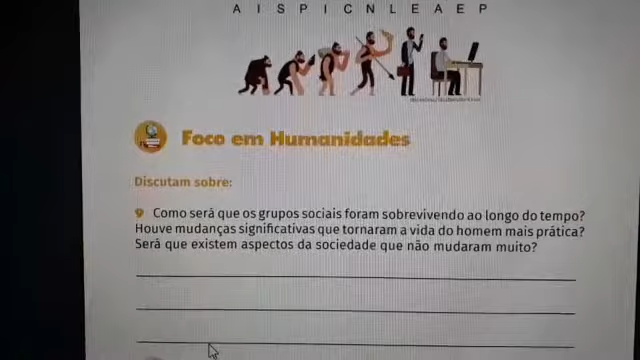 A I S P I C N L E A E P
Foco em Humanidades
Discutam sobre:
9 Como será que os grupos sociais foram sobrevivendo ao longo do tempo?
Houve mudanças significativas que tornaram a vida do homem mais prática?
Será que existem aspectos da sociedade que não mudaram muito?